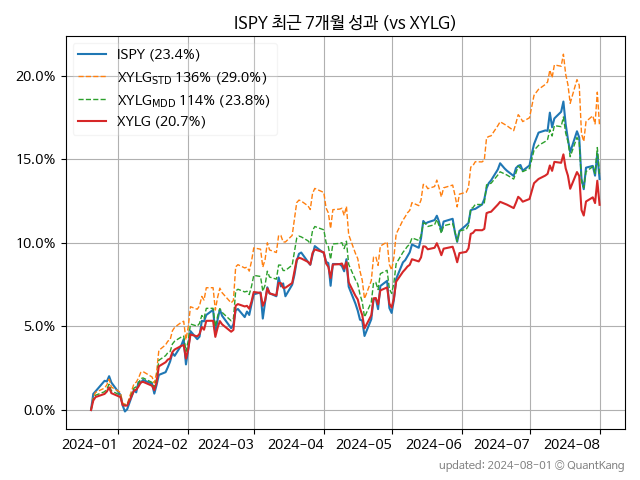 ISPY 최근 7개월 성과 (vs XYLG)
ISPY (23.4%)
XYLG_STD 136% (29.0%)
XYLG_MDD 114% (23.8%)
XYLG (20.7%)
20.0%
15.0%
10.0%
5.0%
0.0%
2024-01 2024-02 2024-03 2024-04 2024-05 2024-06 2024-07 2024-08
updated: 2024-08-01 © QuantKang